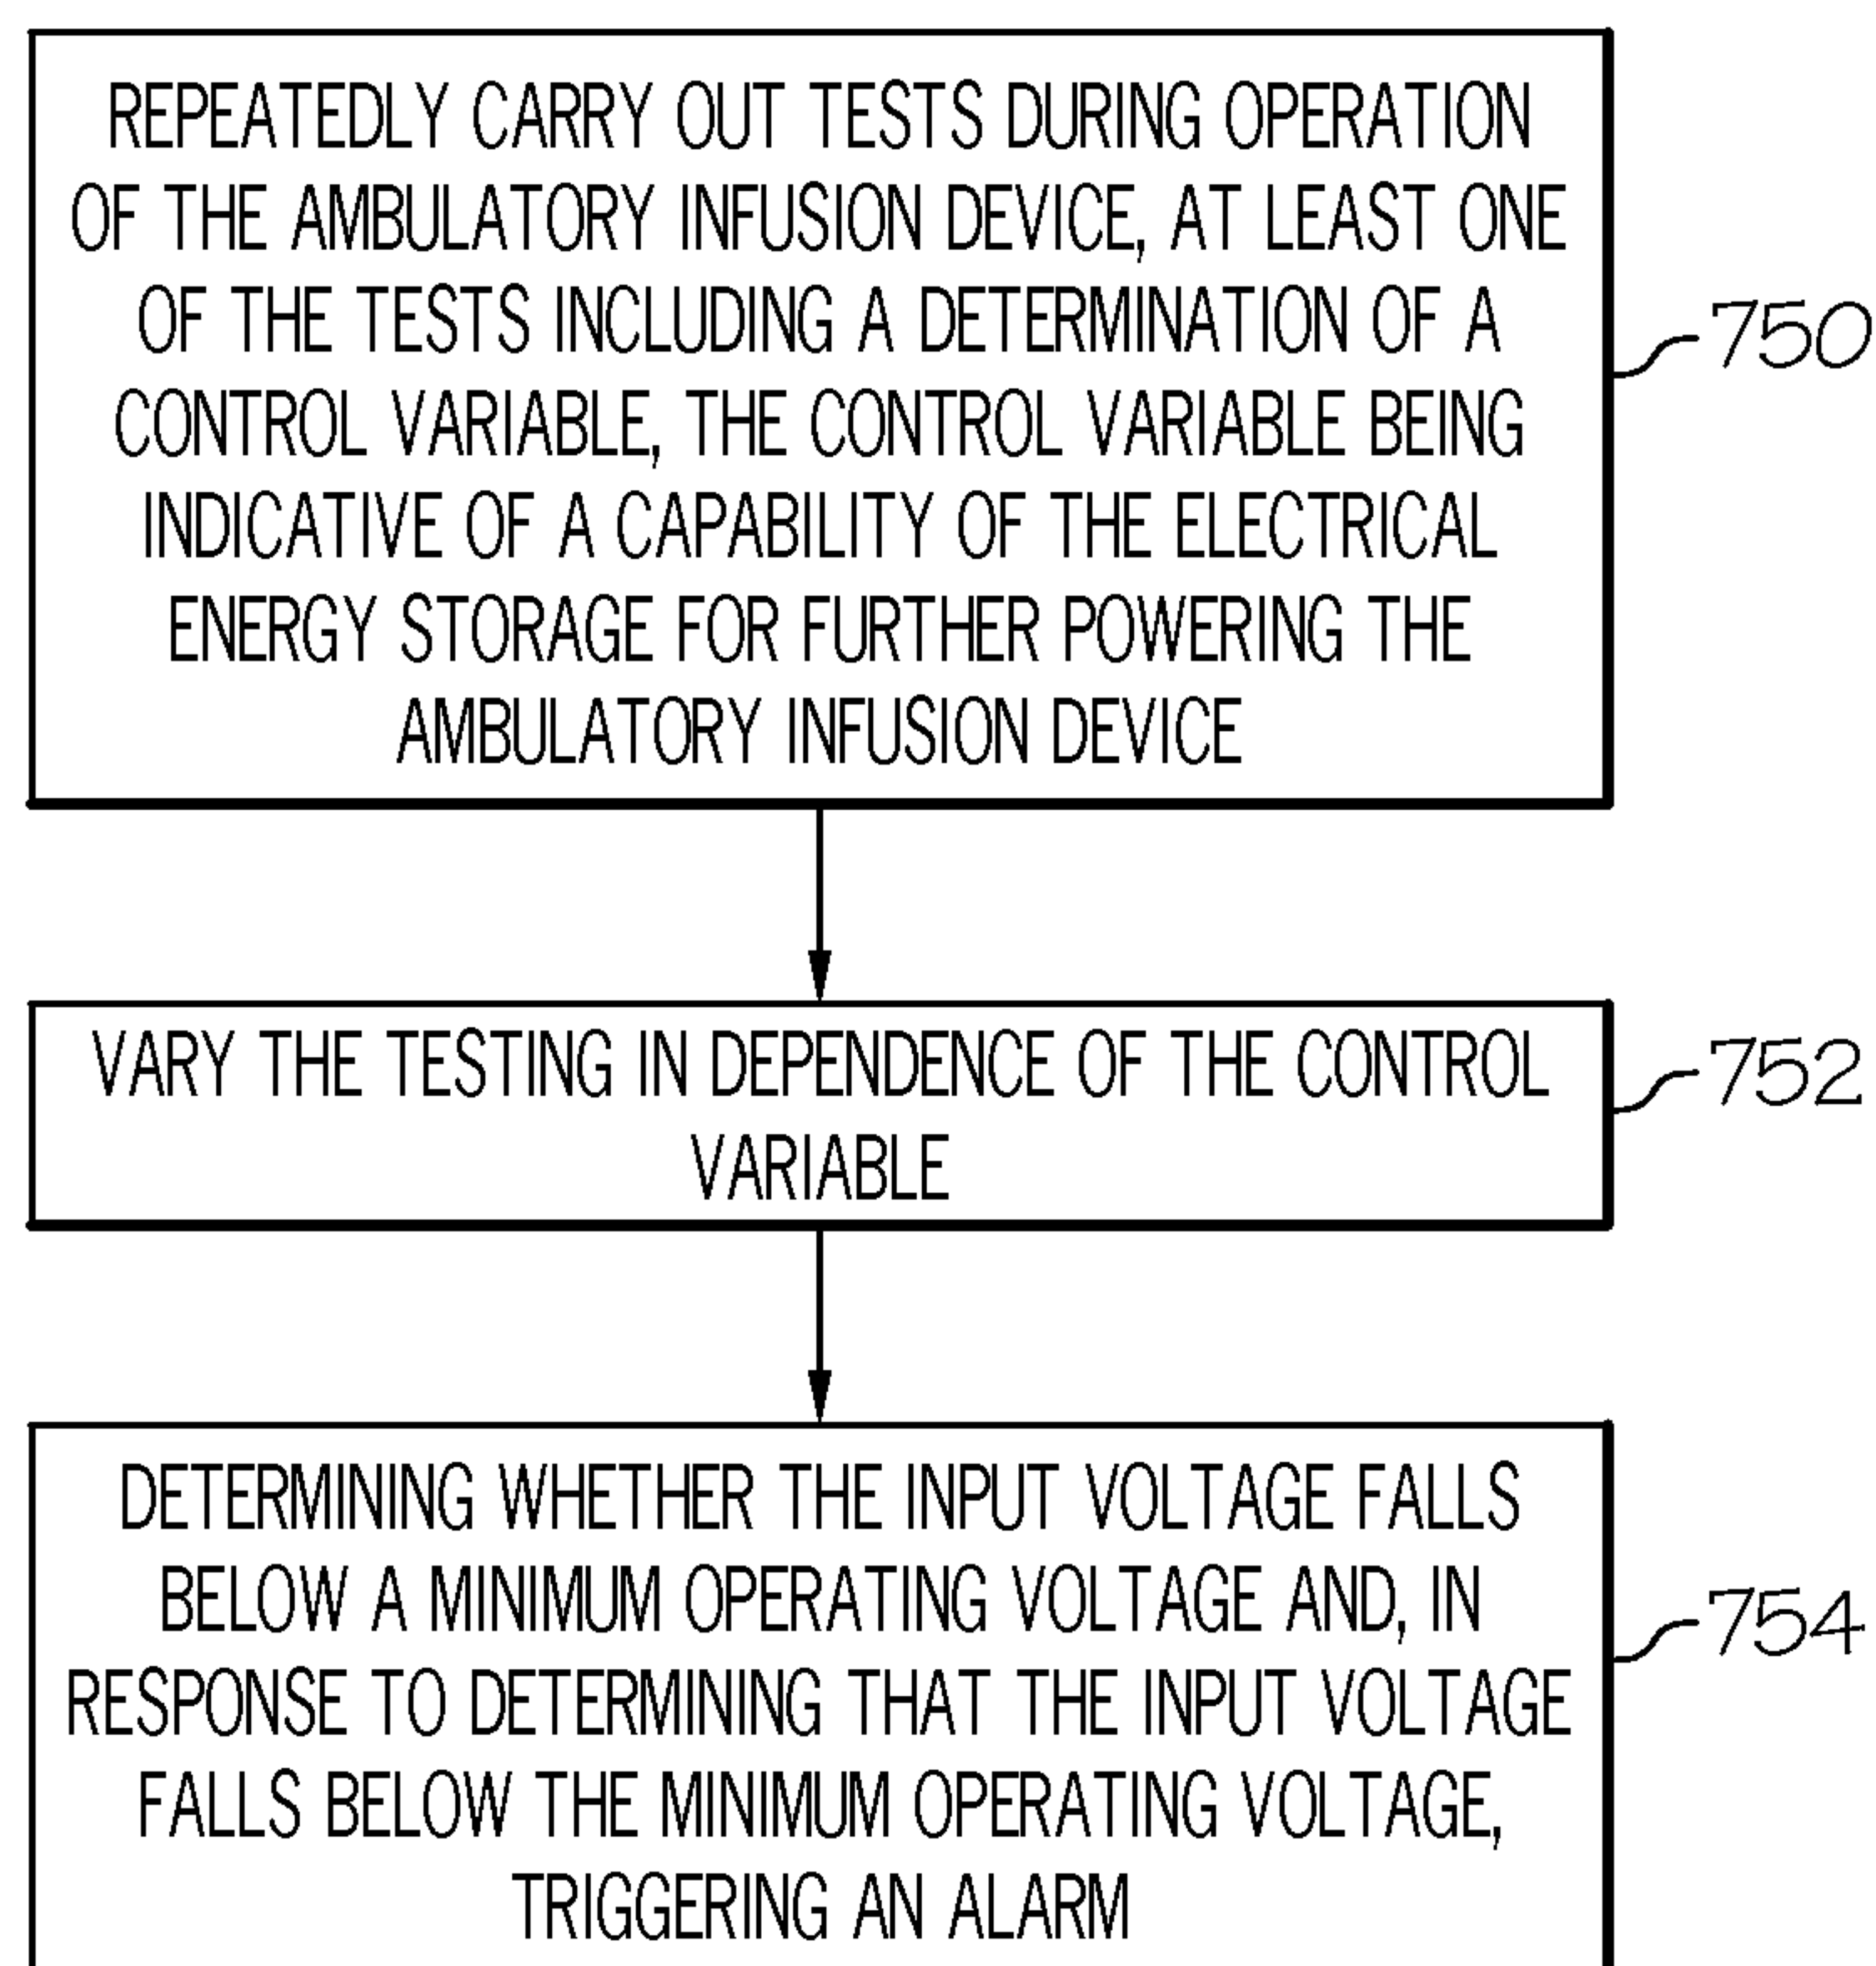 REPEATEDLY CARRY OUT TESTS DURING OPERATION
OF THE AMBULATORY INFUSION DEVICE, AT LEAST ONE
OF THE TESTS INCLUDING A DETERMINATION OF A
CONTROL VARIABLE, THE CONTROL VARIABLE BEING
INDICATIVE OF A CAPABILITY OF THE ELECTRICAL
ENERGY STORAGE FOR FURTHER POWERING THE
AMBULATORY INFUSION DEVICE
750
VARY THE TESTING IN DEPENDENCE OF THE CONTROL
VARIABLE
752
DETERMINING WHETHER THE INPUT VOLTAGE FALLS
BELOW A MINIMUM OPERATING VOLTAGE AND, IN
RESPONSE TO DETERMINING THAT THE INPUT VOLTAGE
FALLS BELOW THE MINIMUM OPERATING VOLTAGE,
TRIGGERING AN ALARM
754